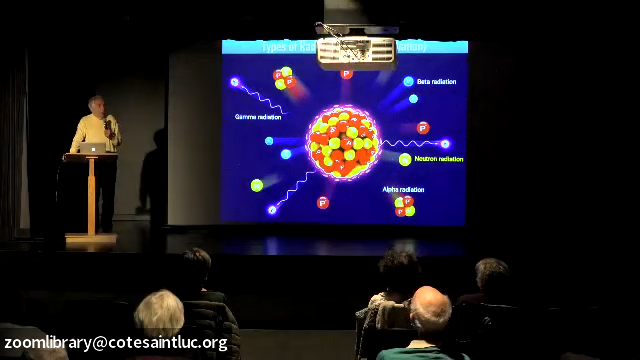 Types of
Beta radiation
P
Gamma radiation
P
Neutron radiation
N
N
Alpha radiation
P
P
zoomlibrary@cotesaintluc.org